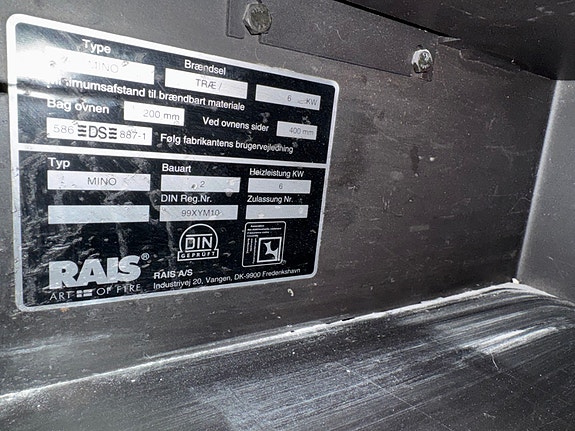 Type
Brændsel
MINO
TRÆ/
6 KW
Minimumsafstand til brændbart materiale
Bag ovnen
200 mm
Ved ovnens sider
400 mm
586 DS 887-1
Følg fabrikantens brugervejledning
Typ
Bauart
Heizleistung KW
MINO
2
6
DIN Reg.Nr.
Zulassung Nr.
99XYM10
DIN
GEPRÜFT
RAIS®
ART OF FIRE
RAIS A/S
Industrivej 20, Vangen, DK-9900 Frederikshavn